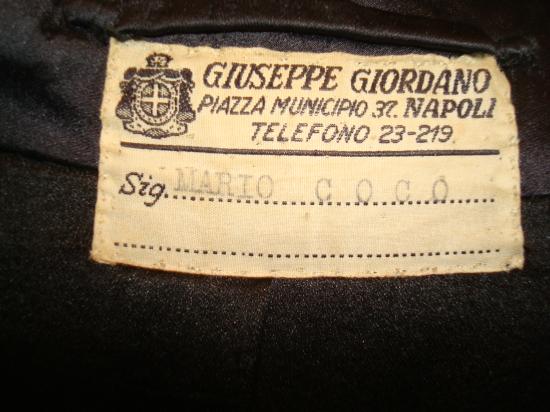 GIUSEPPE GIORDANO
PIAZZA MUNICIPIO 37. NAPOLI
TELEFONO 23-219
Sig. MARIO COCO